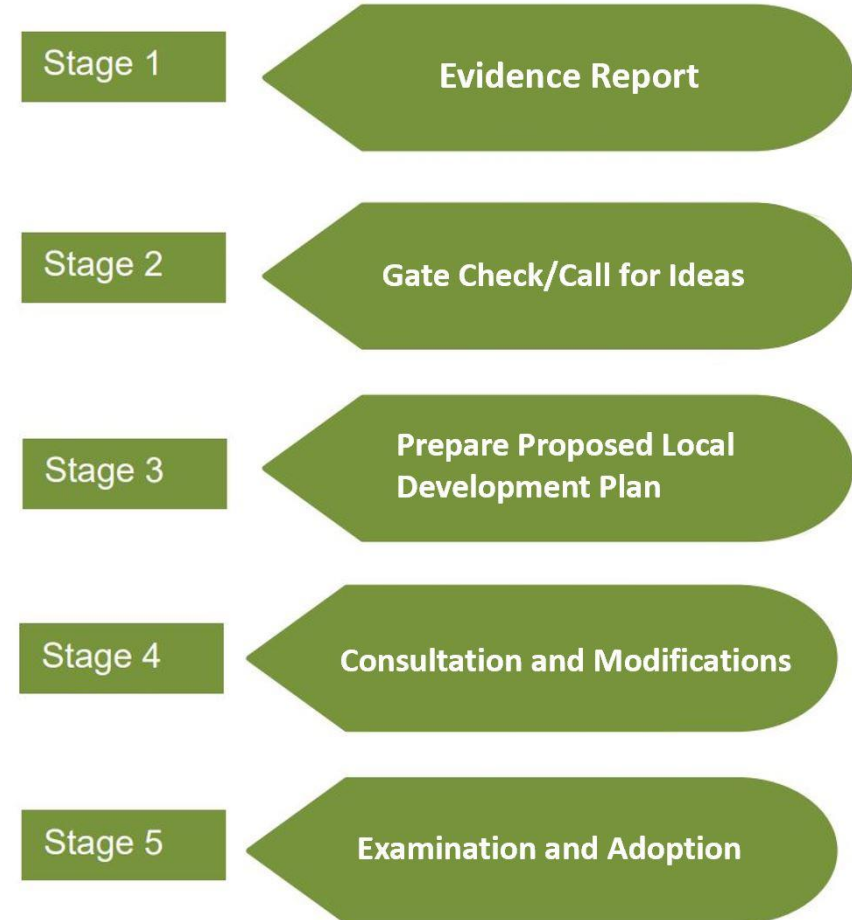 Stage 1
Evidence Report
Stage 2
Gate Check/Call for Ideas
Stage 3
Prepare Proposed Local
Development Plan
Stage 4
Consultation and Modifications
Stage 5
Examination and Adoption